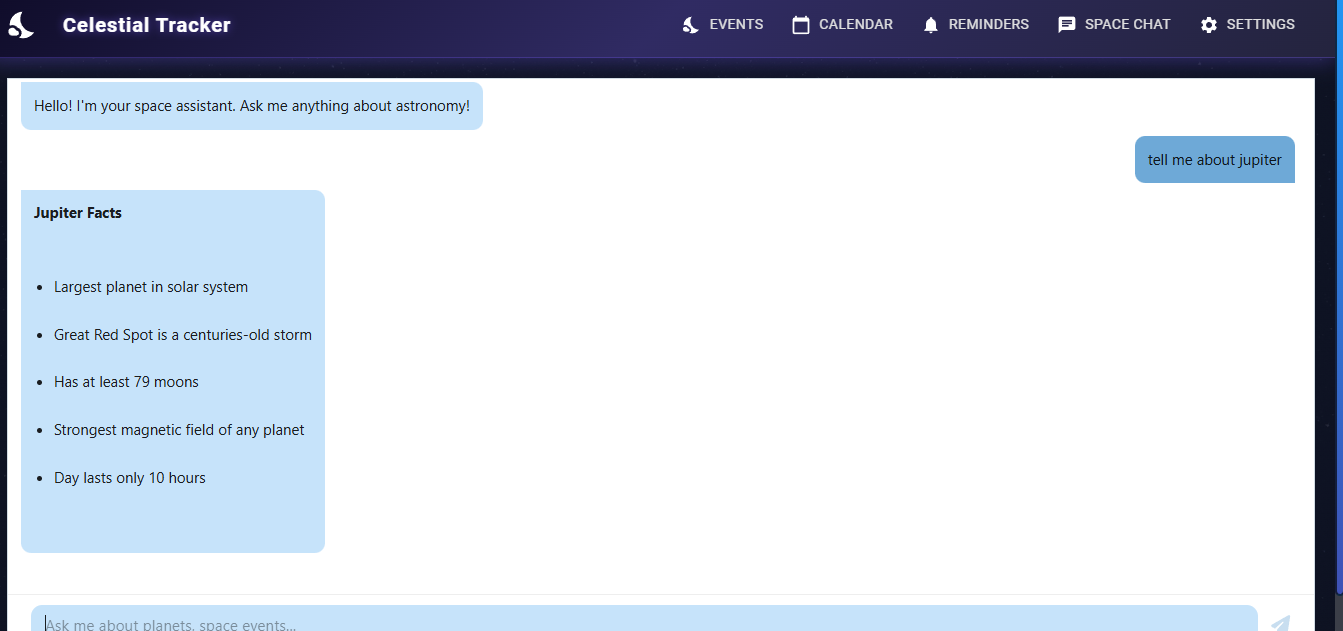 Celestial Tracker
EVENTS
CALENDAR
REMINDERS
SPACE CHAT
SETTINGS
Hello! I'm your space assistant. Ask me anything about astronomy!
tell me about jupiter
Jupiter Facts
Largest planet in solar system
Great Red Spot is a centuries-old storm
Has at least 79 moons
Strongest magnetic field of any planet
Day lasts only 10 hours
Ask me about planets, space events...